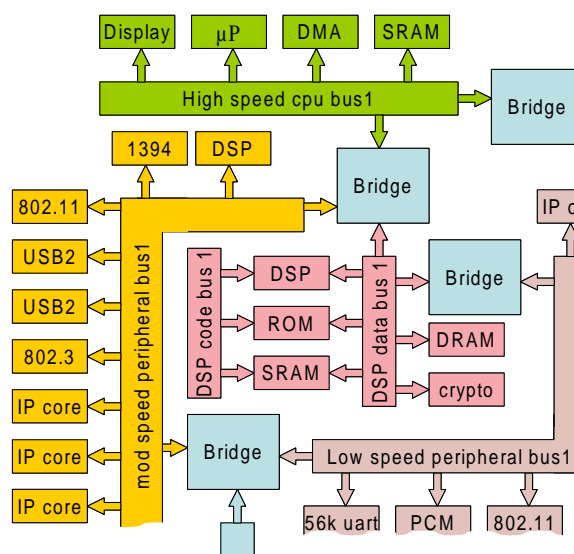 Display
µP
DMA
SRAM
High speed cpu bus1
Bridge
1394
DSP
Bridge
802.11
IP c
USB2
DSP code bus 1
DSP
DSP data bus 1
Bridge
USB2
ROM
DRAM
mod speed peripheral bus1
802.3
SRAM
crypto
IP core
IP core
Bridge
Low speed peripheral bus1
IP core
56k uart
PCM
802.11